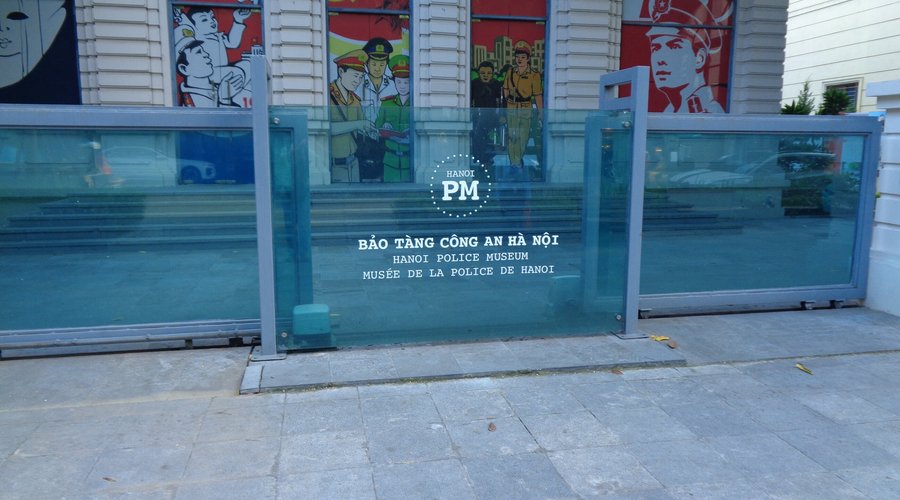 HANOI
PM
BẢO TÀNG CÔNG AN HÀ NỘI
HANOI POLICE MUSEUM
MUSÉE DE LA POLICE DE HANOI